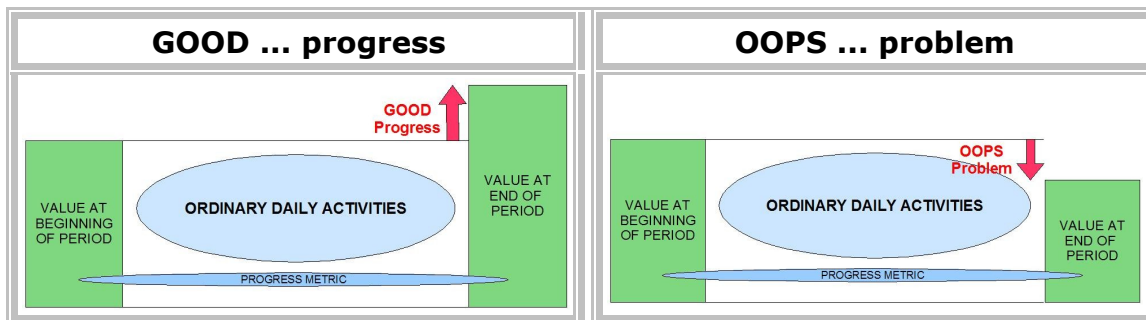 GOOD ... progress
OOPS ... problem
GOOD
Progress
VALUE AT
BEGINNING
OF PERIOD
ORDINARY DAILY ACTIVITIES
VALUE AT
END OF
PERIOD
PROGRESS METRIC
OOPS
Problem
VALUE AT
BEGINNING
OF PERIOD
ORDINARY DAILY ACTIVITIES
VALUE AT
END OF
PERIOD
PROGRESS METRIC